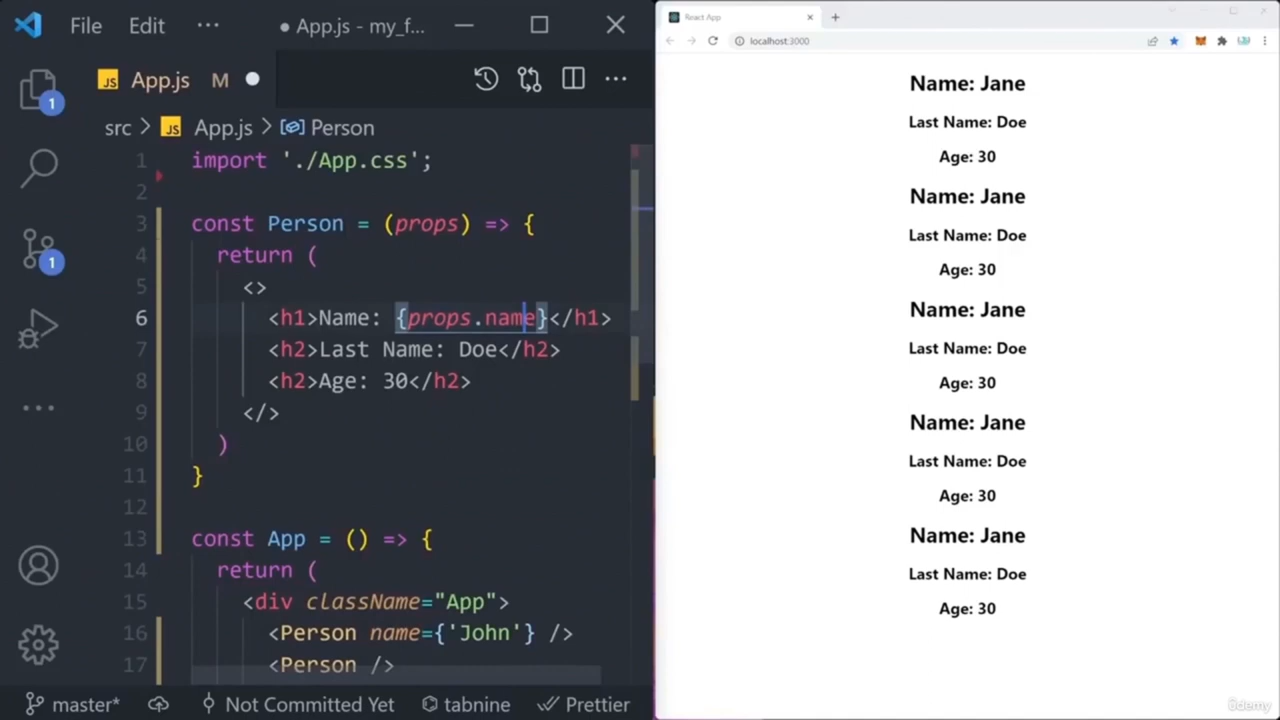 File Edit ··· ● App.js - my_f...
JS App.js M ●
src > JS App.js > Person
1 import './App.css';
2
3 const Person = (props) => {
4 return (
5 <>
6 <h1>Name: {props.name}</h1>
7 <h2>Last Name: Doe</h2>
8 <h2>Age: 30</h2>
9 </>
10 )
11 }
12
13 const App = () => {
14 return (
15 <div className="App">
16 <Person name={'John'} />
17 <Person />
1
1
master* Not Committed Yet tabnine Prettier
React App
localhost:3000
Name: Jane
Last Name: Doe
Age: 30
Name: Jane
Last Name: Doe
Age: 30
Name: Jane
Last Name: Doe
Age: 30
Name: Jane
Last Name: Doe
Age: 30
Name: Jane
Last Name: Doe
Age: 30
ûdemy